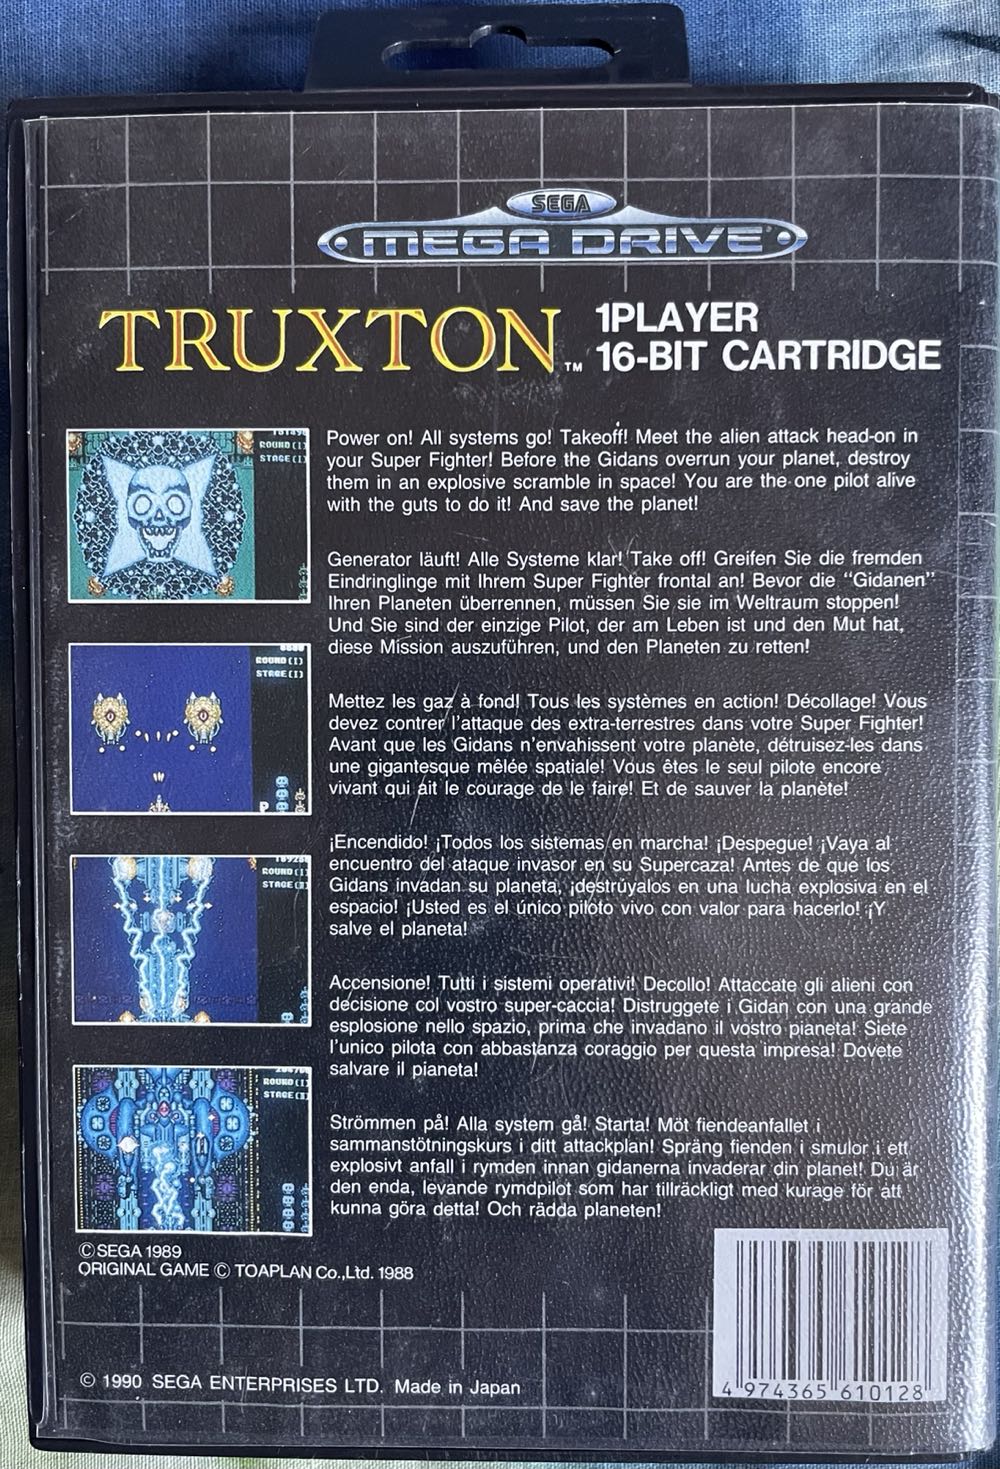 SEGA
MEGA DRIVE
TRUXTON™
1PLAYER
16-BIT CARTRIDGE
ROUND(I)
STAGE(I)
Power on! All systems go! Takeoff! Meet the alien attack head-on in
your Super Fighter! Before the Gidans overrun your planet, destroy
them in an explosive scramble in space! You are the one pilot alive
with the guts to do it! And save the planet!
Generator läuft! Alle Systeme klar! Take off! Greifen Sie die fremden
Eindringlinge mit Ihrem Super Fighter frontal an! Bevor die “Gidanen”
Ihren Planeten überrennen, müssen Sie sie im Weltraum stoppen!
Und Sie sind der einzige Pilot, der am Leben ist und den Mut hat,
diese Mission auszuführen, und den Planeten zu retten!
ROUND(I)
STAGE(I)
P
Mettez les gaz à fond! Tous les systèmes en action! Décollage! Vous
devez contrer l'attaque des extra-terrestres dans votre Super Fighter!
Avant que les Gidans n'envahissent votre planète, détruisez-les dans
une gigantesque mêlée spatiale! Vous êtes le seul pilote encore
vivant qui ait le courage de le faire! Et de sauver la planète!
¡Encendido! ¡Todos los sistemas en marcha! ¡Despegue! ¡Vaya al
encuentro del ataque invasor en su Supercaza! Antes de que los
Gidans invadan su planeta, ¡destrúyalos en una lucha explosiva en el
espacio! ¡Usted es el único piloto vivo con valor para hacerlo! ¡Y
salve el planeta!
ROUND(I)
STAGE(II)
Accensione! Tutti i sistemi operativi! Decollo! Attaccate gli alieni con
decisione col vostro super-caccia! Distruggete i Gidan con una grande
esplosione nello spazio, prima che invadano il vostro pianeta! Siete
l'unico pilota con abbastanza coraggio per questa impresa! Dovete
salvare il pianeta!
ROUND(I)
STAGE(II)
Strömmen på! Alla system gå! Starta! Möt fiendeanfallet i
sammanstötningskurs i ditt attackplan! Spräng fienden i smulor i ett
explosivt anfall i rymden innan gidanerna invaderar din planet! Du är
den enda, levande rymdpilot som har tillräckligt med kurage för att
kunna göra detta! Och rädda planeten!
© SEGA 1989
ORIGINAL GAME © TOAPLAN Co.,Ltd. 1988
© 1990 SEGA ENTERPRISES LTD. Made in Japan
4 974365 610128